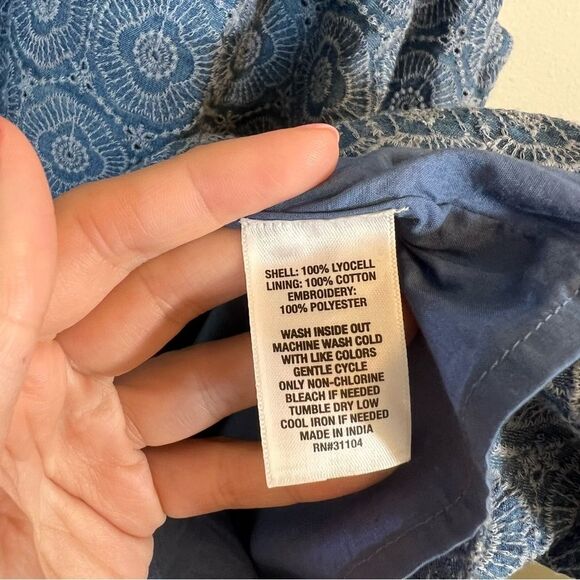 SHELL: 100% LYOCELL
LINING: 100% COTTON
EMBROIDERY:
100% POLYESTER
WASH INSIDE OUT
MACHINE WASH COLD
WITH LIKE COLORS
GENTLE CYCLE
ONLY NON-CHLORINE
BLEACH IF NEEDED
TUMBLE DRY LOW
COOL IRON IF NEEDED
MADE IN INDIA
RN#31104